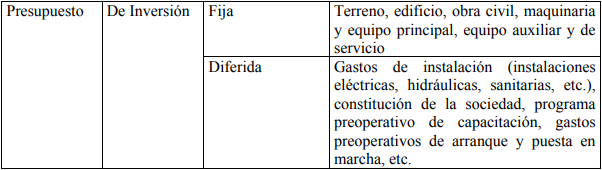 Presupuesto De Inversión Fija Terreno, edificio, obra civil, maquinaria
y equipo principal, equipo auxiliar y de
servicio
Diferida Gastos de instalación (instalaciones
eléctricas, hidráulicas, sanitarias, etc.),
constitución de la sociedad, programa
preoperativo de capacitación, gastos
preoperativos de arranque y puesta en
marcha, etc.